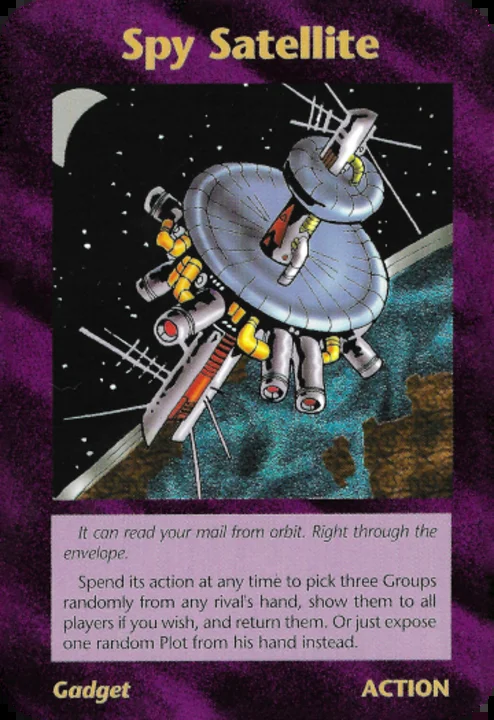 Spy Satellite
It can read your mail from orbit. Right through the
envelope.
Spend its action at any time to pick three Groups
randomly from any rival's hand, show them to all
players if you wish, and return them. Or just expose
one random Plot from his hand instead.
Gadget ACTION